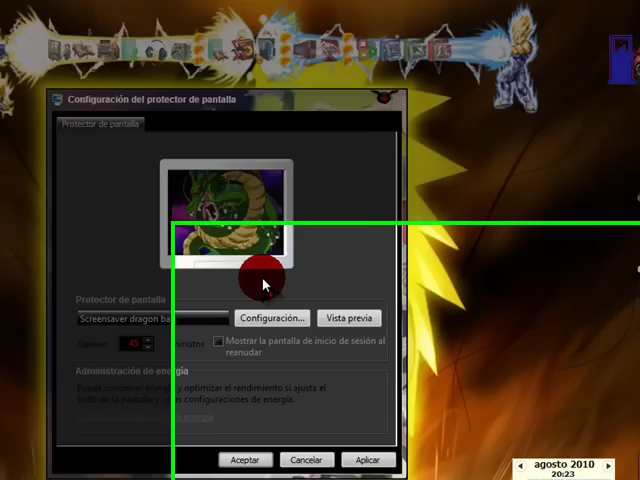 Configuración del protector de pantalla
Protector de pantalla
Protector de pantalla
Screensaver dragon ba
Configuración...
Vista previa
Esperar
45
minutos
Mostrar la pantalla de inicio de sesión al
reanudar
Administración de energía
Puede conservar energía y optimizar el rendimiento si ajusta el
brillo de la pantalla y otras configuraciones de energía.
Aceptar
Cancelar
Aplicar
agosto 2010
20:23